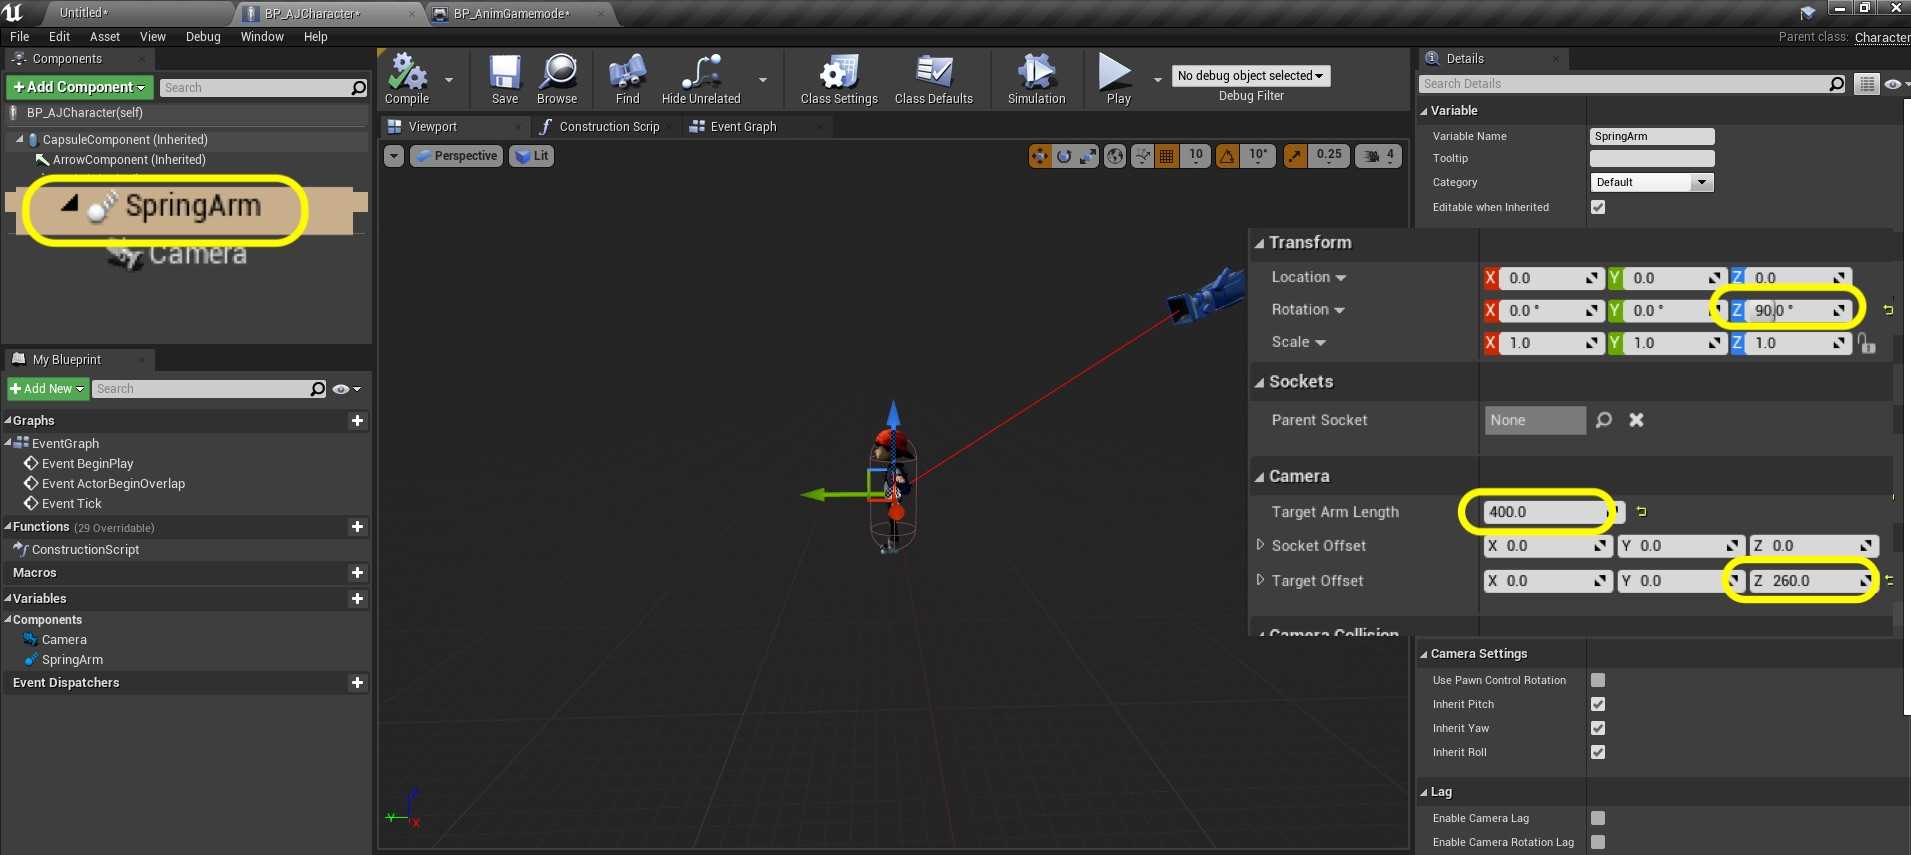 Untitled*
BP_AJCharacter*
BP_AnimGamemode*
File Edit Asset View Debug Window Help
Parent class: Character
Components
+Add Component
Search
BP_AJCharacter(self)
CapsuleComponent (Inherited)
ArrowComponent (Inherited)
SpringArm
Camera
My Blueprint
+Add New
Search
Graphs
EventGraph
Event BeginPlay
Event ActorBeginOverlap
Event Tick
Functions (29 Overridable)
ConstructionScript
Macros
Variables
Components
Camera
SpringArm
Event Dispatchers
Compile Save Browse Find Hide Unrelated Class Settings Class Defaults Simulation Play
No debug object selected
Debug Filter
Viewport Construction Scrip Event Graph
Perspective Lit
10 10° 0.25 4
Z
Y X
Details
Search Details
Variable
Variable Name SpringArm
Tooltip
Category Default
Editable when Inherited
Transform
Location X 0.0 Y 0.0 Z 0.0
Rotation X 0.0 ° Y 0.0 ° Z 90.0 °
Scale X 1.0 Y 1.0 Z 1.0
Sockets
Parent Socket None
Camera
Target Arm Length 400.0
Socket Offset X 0.0 Y 0.0 Z 0.0
Target Offset X 0.0 Y 0.0 Z 260.0
Camera Collision
Camera Settings
Use Pawn Control Rotation
Inherit Pitch
Inherit Yaw
Inherit Roll
Lag
Enable Camera Lag
Enable Camera Rotation Lag